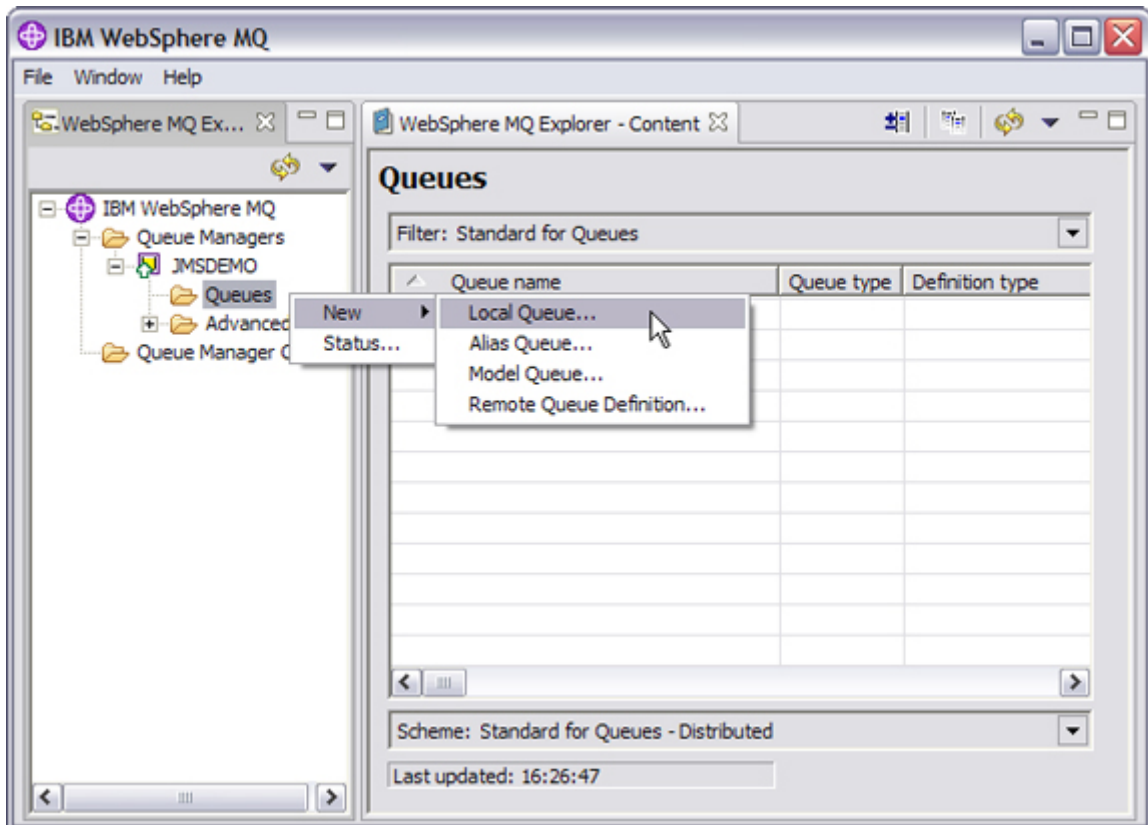 IBM WebSphere MQ
File Window Help
WebSphere MQ Ex...
WebSphere MQ Explorer - Content
Queues
IBM WebSphere MQ
Queue Managers
JMSDEMO
Queues
Advanced
Queue Manager
Filter: Standard for Queues
Queue name Queue type Definition type
New
Status...
Local Queue...
Alias Queue...
Model Queue...
Remote Queue Definition...
Scheme: Standard for Queues - Distributed
Last updated: 16:26:47